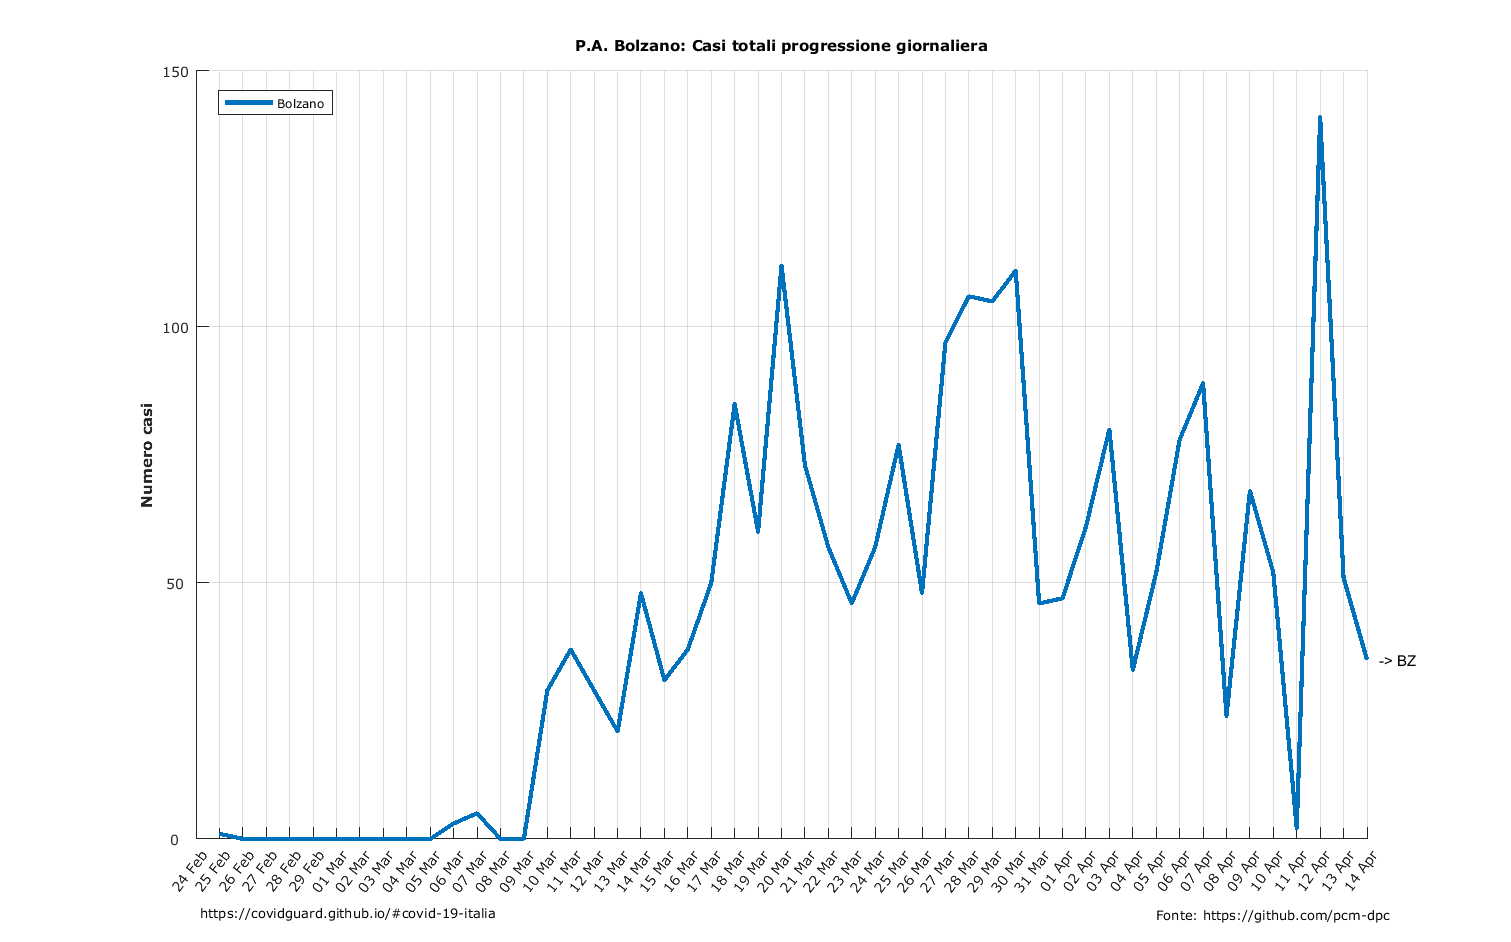 P.A. Bolzano: Casi totali progressione giornaliera
150
Bolzano
100
50
0
Numero casi
-> BZ
24 Feb
25 Feb
26 Feb
27 Feb
28 Feb
29 Feb
01 Mar
02 Mar
03 Mar
04 Mar
05 Mar
06 Mar
07 Mar
08 Mar
09 Mar
10 Mar
11 Mar
12 Mar
13 Mar
14 Mar
15 Mar
16 Mar
17 Mar
18 Mar
19 Mar
20 Mar
21 Mar
22 Mar
23 Mar
24 Mar
25 Mar
26 Mar
27 Mar
28 Mar
29 Mar
30 Mar
31 Mar
01 Apr
02 Apr
03 Apr
04 Apr
05 Apr
06 Apr
07 Apr
08 Apr
09 Apr
10 Apr
11 Apr
12 Apr
13 Apr
14 Apr
https://covidguard.github.io/#covid-19-italia
Fonte: https://github.com/pcm-dpc